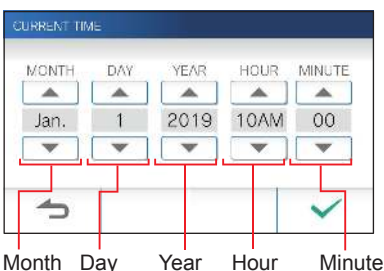 CURRENT TIME
MONTH DAY YEAR HOUR MINUTE
Jan. 1 2019 10AM 00
Month Day Year Hour Minute